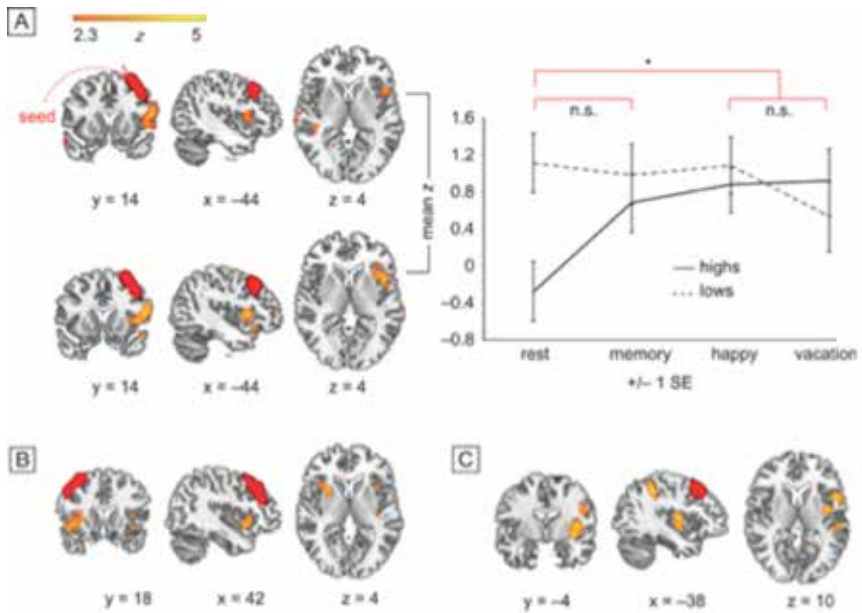 A
2.3 z 5
seed
y = 14 x = –44 z = 4
y = 14 x = –44 z = 4
mean z
*
n.s. n.s.
1.6
1.2
0.8
0.4
0
–0.4
–0.8
highs
lows
rest memory happy vacation
+/– 1 SE
B
y = 18 x = 42 z = 4
C
y = –4 x = –38 z = 10